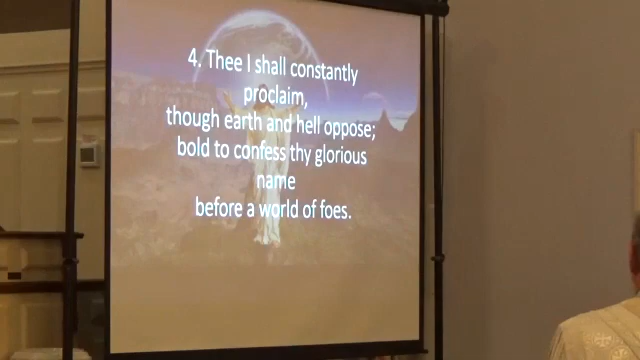 4. Thee I shall constantly
proclaim,
though earth and hell oppose;
bold to confess thy glorious
name
before a world of foes.